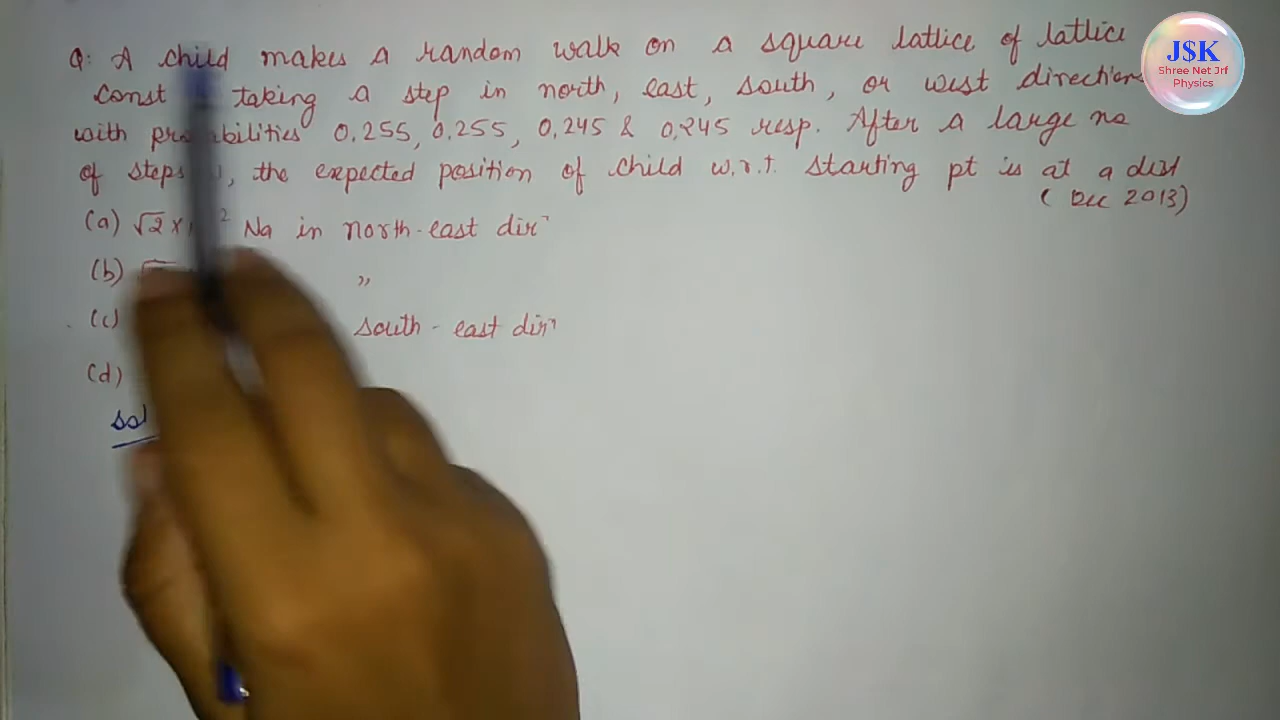 Q: A child makes a random walk on a square lattice of lattice
const taking a step in north, east, south, or west directions
with probabilities 0.255, 0.255, 0.245 & 0.245 resp. After a large no
of steps, the expected position of child w.r.t. starting pt is at a dist
( Dec 2013)
(a) √2 × 2 Na in north-east dirⁿ
(b) "
(c) south - east dirⁿ
(d)
Sol
J$K
Shree Net Jrf
Physics